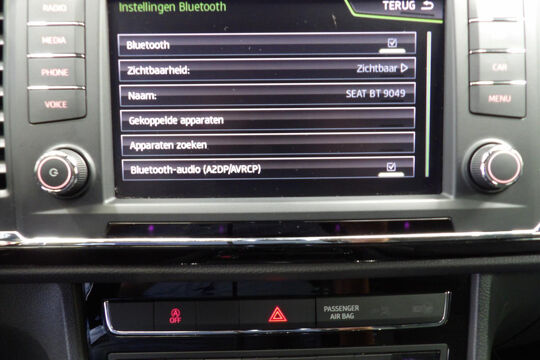 Instellingen Bluetooth
TERUG
RADIO
MEDIA
PHONE
VOICE
Bluetooth
Zichtbaarheid: Zichtbaar
Naam: SEAT BT 9049
Gekoppelde apparaten
Apparaten zoeken
Bluetooth-audio (A2DP/AVRCP)
CAR
MENU
OFF
PASSENGER
AIR BAG